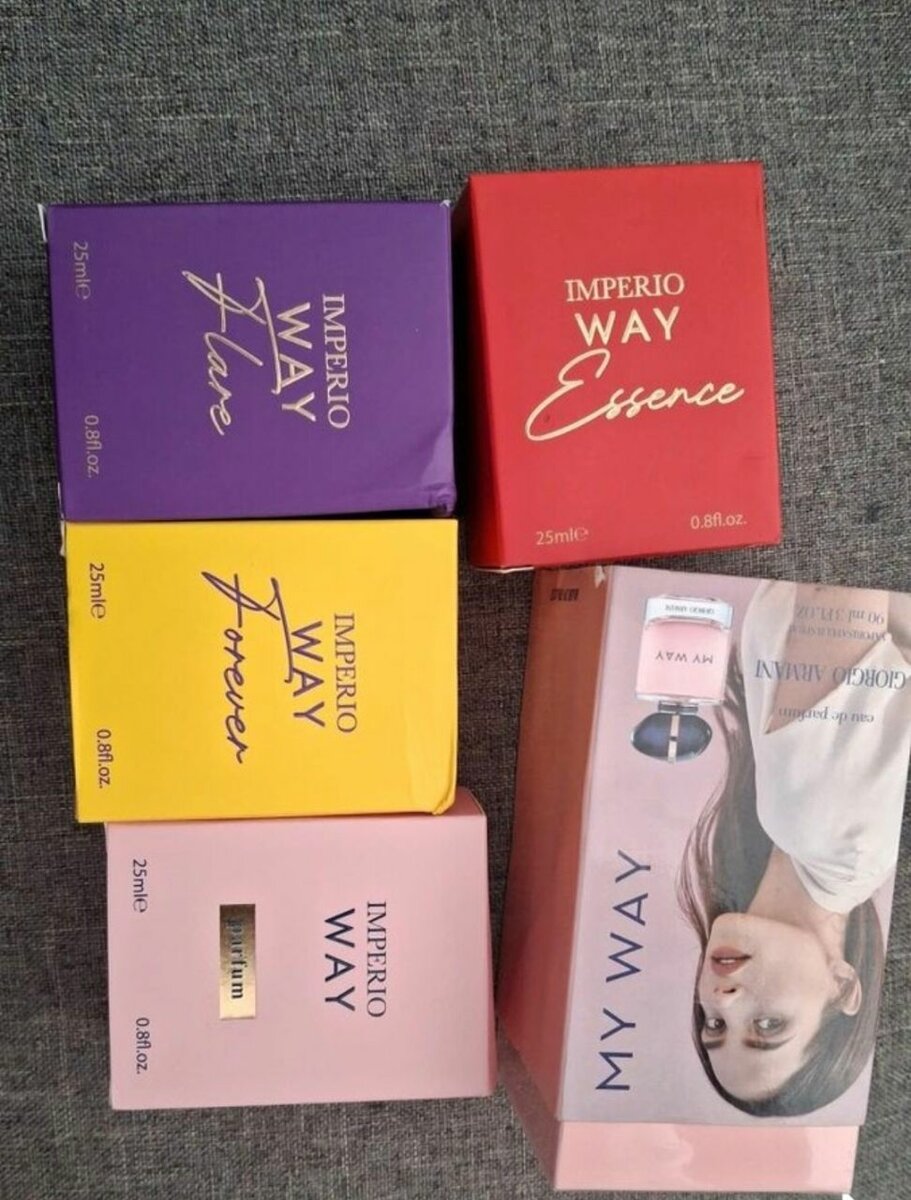 IMPERIO
WAY
Flare
25ml℮
0.8fl.oz.
IMPERIO
WAY
Essence
25ml℮
0.8fl.oz.
IMPERIO
WAY
Forever
25ml℮
0.8fl.oz.
IMPERIO
WAY
parfum
25ml℮
0.8fl.oz.
MY WAY
GIORGIO ARMANI
MY WAY
eau de parfum
GIORGIO ARMANI
90 ml 3 FL.OZ